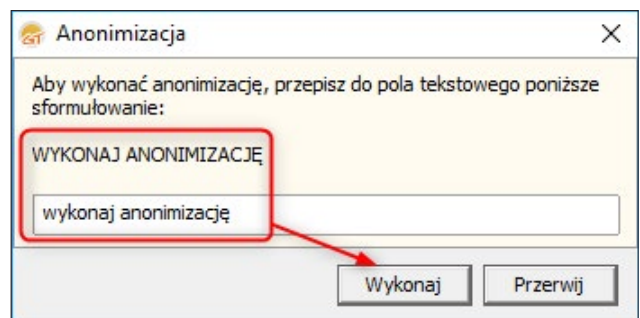 Anonimizacja
Aby wykonać anonimizację, przepisz do pola tekstowego poniższe
sformułowanie:
WYKONAJ ANONIMIZACJĘ
wykonaj anonimizację
Wykonaj Przerwij